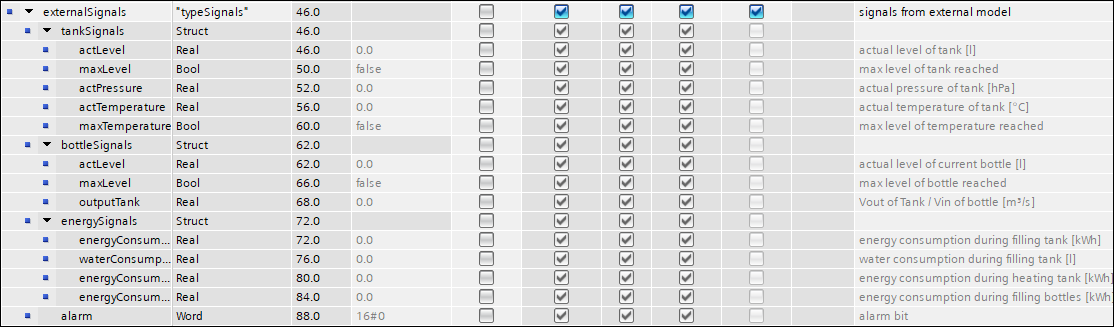 externalSignals "typeSignals" 46.0 signals from external model
tankSignals Struct 46.0
actLevel Real 46.0 0.0 actual level of tank [l]
maxLevel Bool 50.0 false max level of tank reached
actPressure Real 52.0 0.0 actual pressure of tank [hPa]
actTemperature Real 56.0 0.0 actual temperature of tank [°C]
maxTemperature Bool 60.0 false max level of temperature reached
bottleSignals Struct 62.0
actLevel Real 62.0 0.0 actual level of current bottle [l]
maxLevel Bool 66.0 false max level of bottle reached
outputTank Real 68.0 0.0 Vout of Tank / Vin of bottle [m³/s]
energySignals Struct 72.0
energyConsum... Real 72.0 0.0 energy consumption during filling tank [kWh]
waterConsump... Real 76.0 0.0 water consumption during filling tank [l]
energyConsum... Real 80.0 0.0 energy consumption during heating tank [kWh]
energyConsum... Real 84.0 0.0 energy consumption during filling bottles [kWh]
alarm Word 88.0 16#0 alarm bit